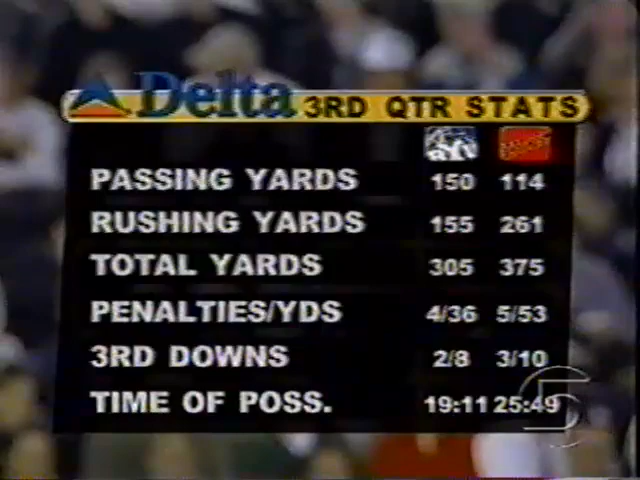 Delta 3RD QTR STATS
PASSING YARDS 150 114
RUSHING YARDS 155 261
TOTAL YARDS 305 375
PENALTIES/YDS 4/36 5/53
3RD DOWNS 2/8 3/10
TIME OF POSS. 19:11 25:49
5